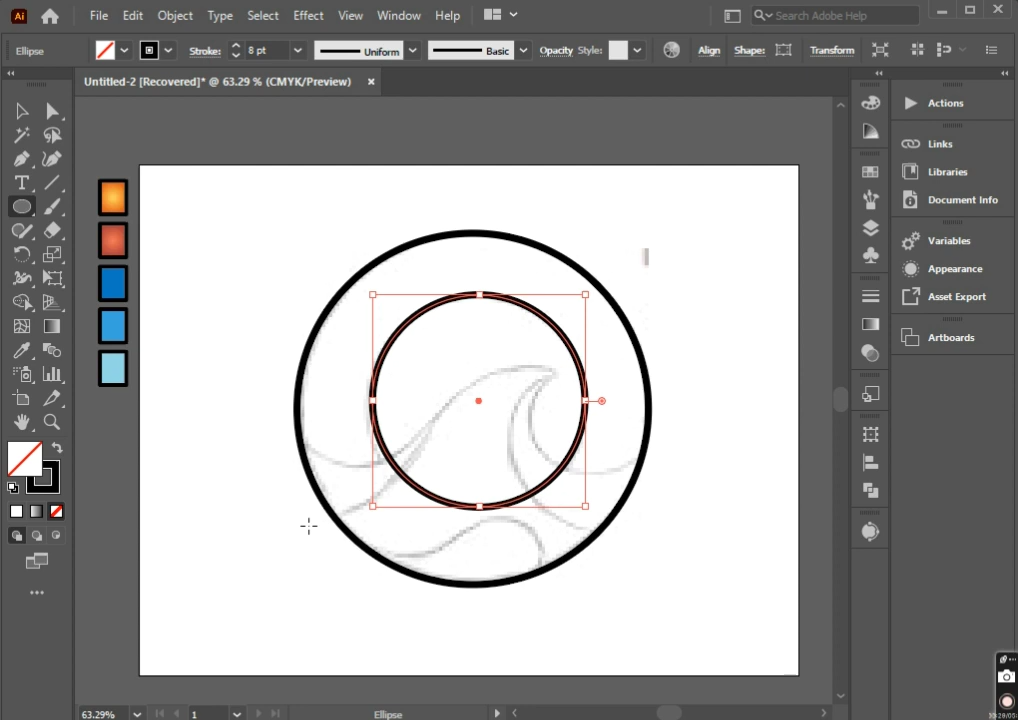 Ai File Edit Object Type Select Effect View Window Help Search Adobe Help
Ellipse Stroke: 8 pt Uniform Basic Opacity Style: Align Shape: Transform
Untitled-2 [Recovered]* @ 63.29 % (CMYK/Preview)
Actions
Links
Libraries
Document Info
Variables
Appearance
Asset Export
Artboards
63.29% 1 Ellipse